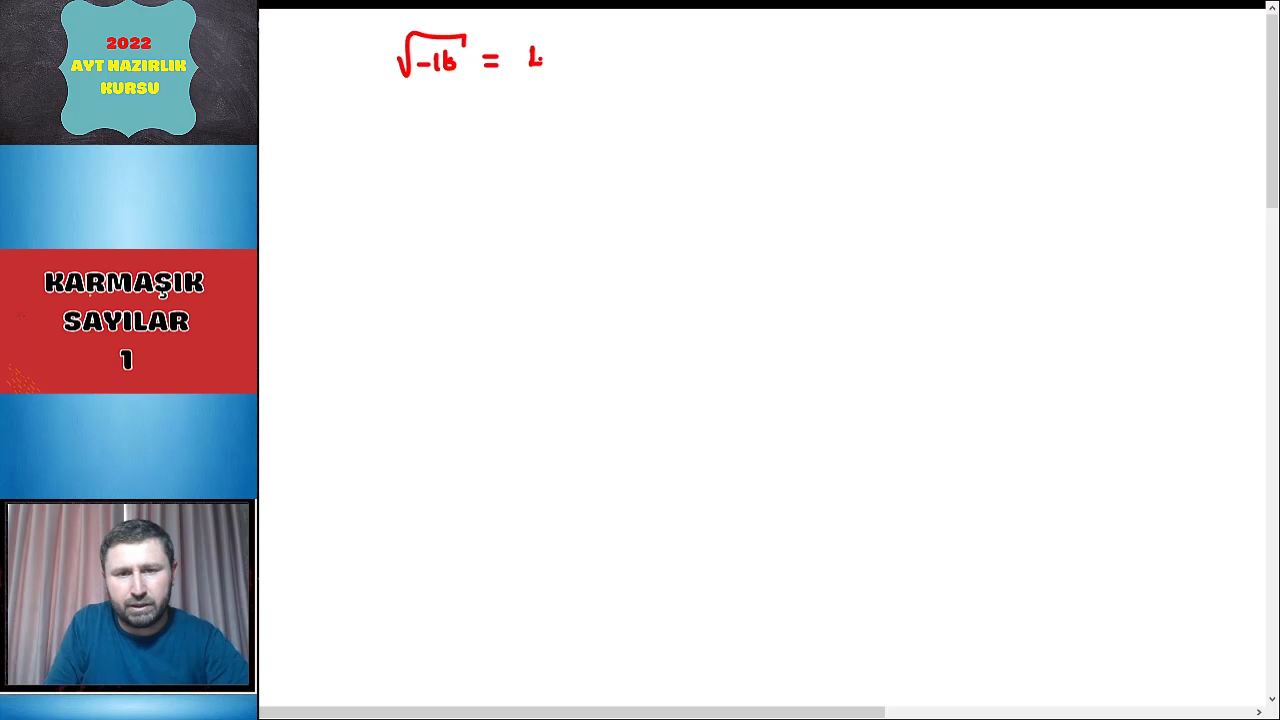 2022
AYT HAZIRLIK
KURSU
√-16 =
KARMAŞIK
SAYILAR
1